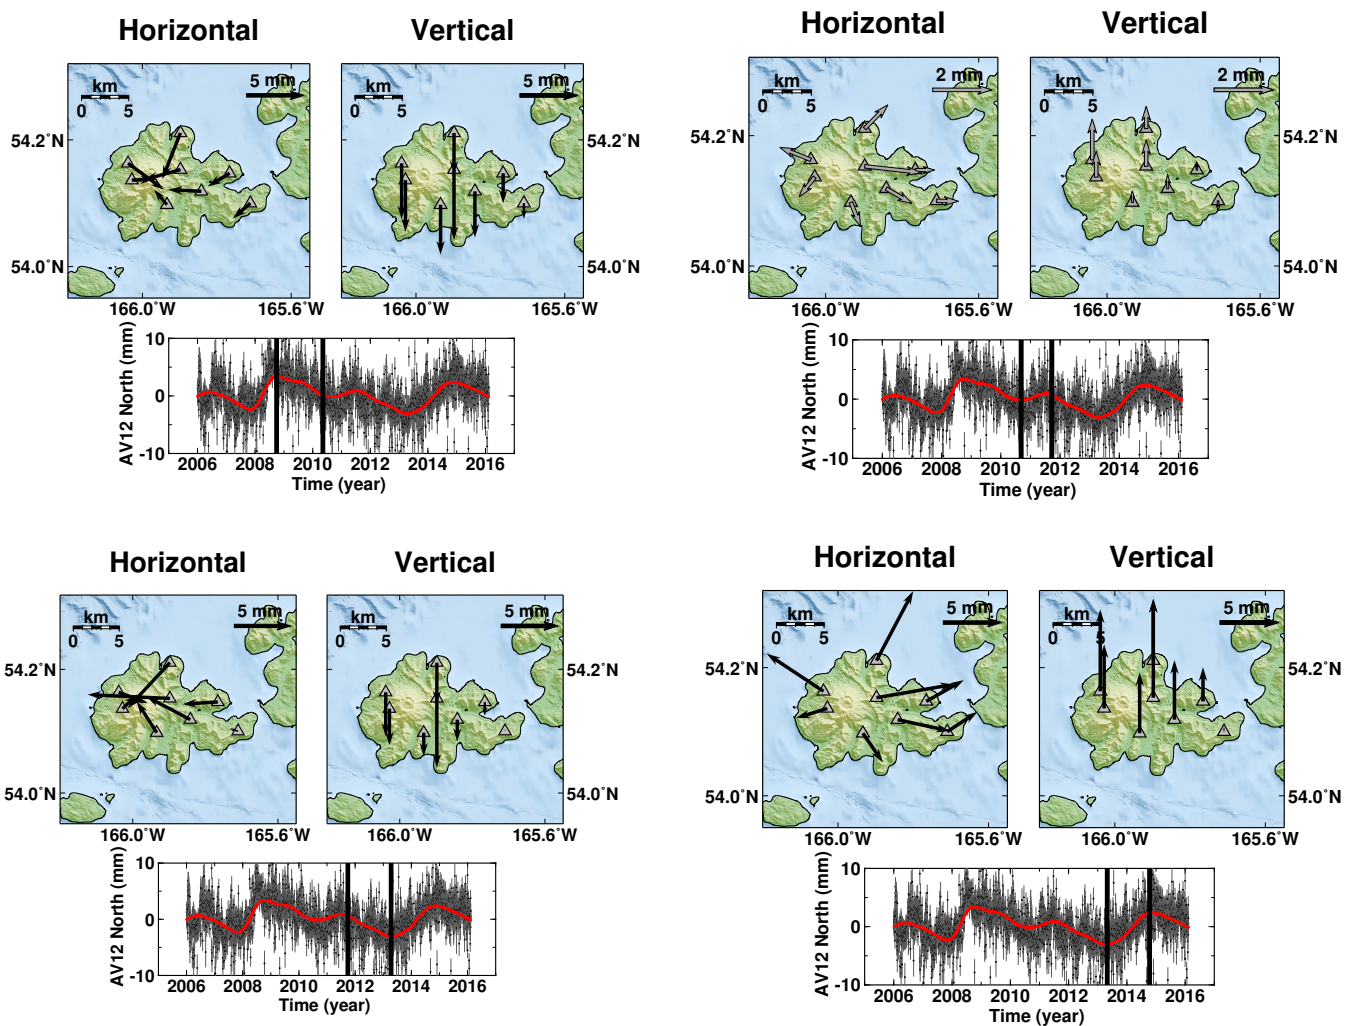 Horizontal Vertical
km 5 mm km 5 mm
0 5 0 5
54.2˚N 54.2˚N
54.0˚N 54.0˚N
166.0˚W 165.6˚W 166.0˚W 165.6˚W
AV12 North (mm)
10
0
-10
2006 2008 2010 2012 2014 2016
Time (year)
Horizontal Vertical
km 2 mm km 2 mm
0 5 0 5
54.2˚N 54.2˚N
54.0˚N 54.0˚N
166.0˚W 165.6˚W 166.0˚W 165.6˚W
AV12 North (mm)
10
0
-10
2006 2008 2010 2012 2014 2016
Time (year)
Horizontal Vertical
km 5 mm km 5 mm
0 5 0 5
54.2˚N 54.2˚N
54.0˚N 54.0˚N
166.0˚W 165.6˚W 166.0˚W 165.6˚W
AV12 North (mm)
10
0
-10
2006 2008 2010 2012 2014 2016
Time (year)
Horizontal Vertical
km 5 mm km 5 mm
0 5 0 5
54.2˚N 54.2˚N
54.0˚N 54.0˚N
166.0˚W 165.6˚W 166.0˚W 165.6˚W
AV12 North (mm)
10
0
-10
2006 2008 2010 2012 2014 2016
Time (year)